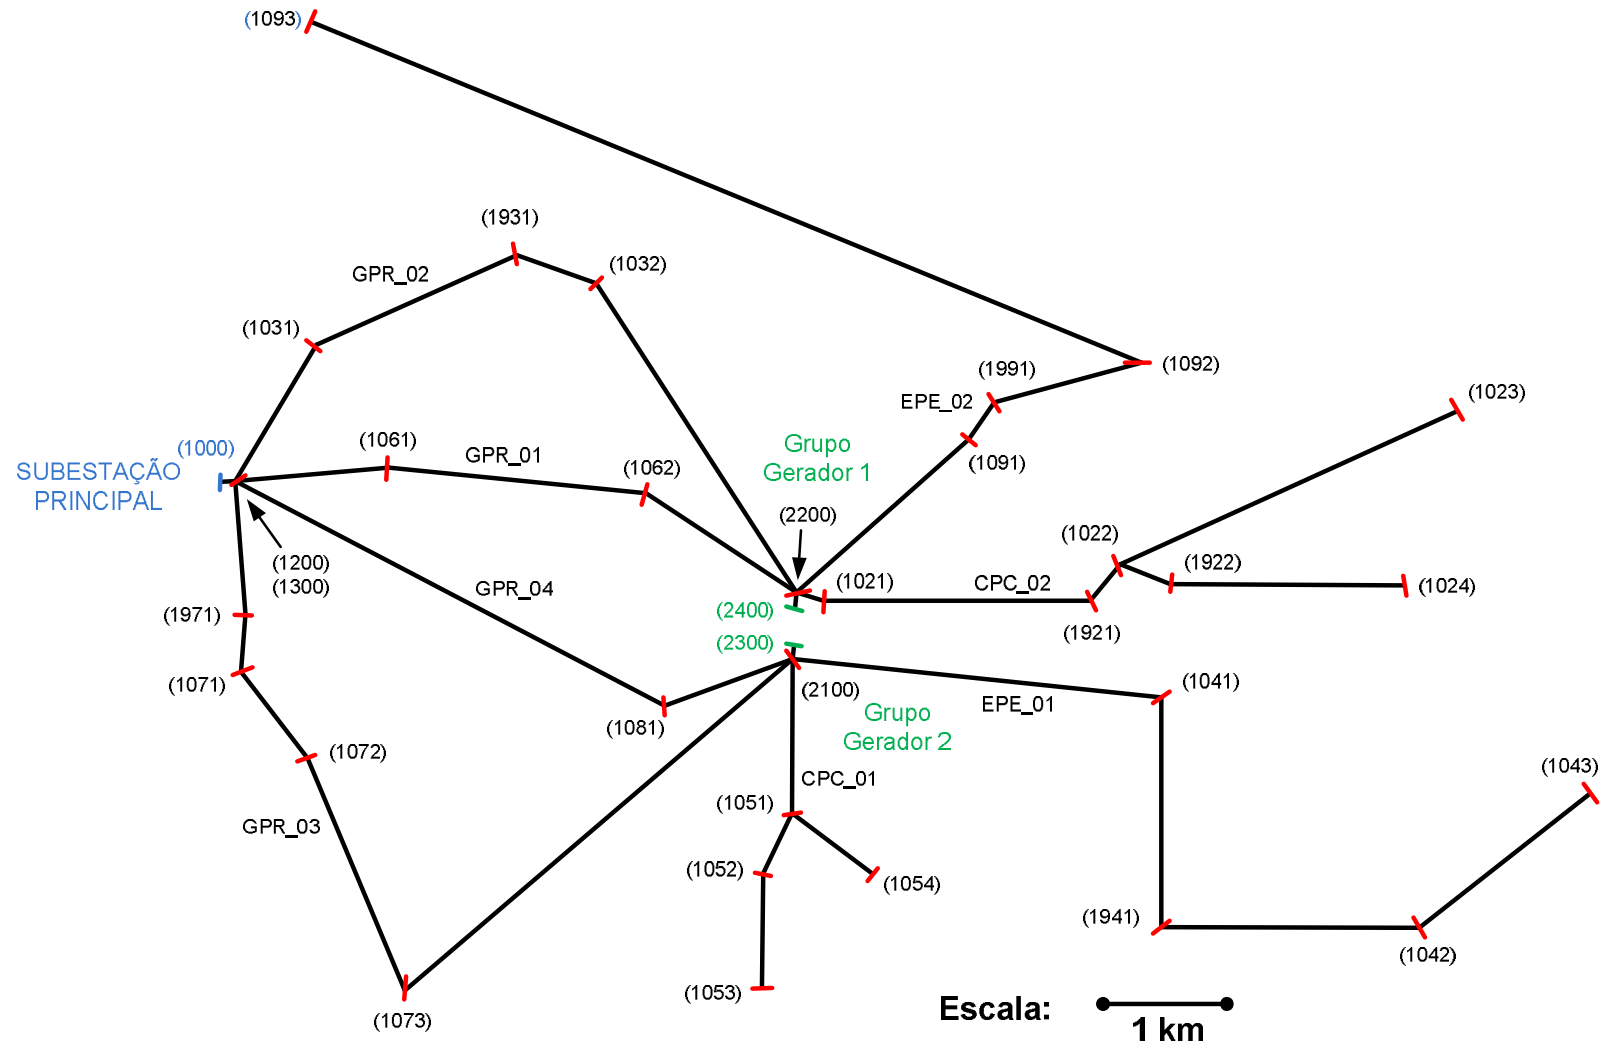 (1093)
(1931)
(1032)
GPR_02
(1031)
(1092)
(1991)
(1023)
EPE_02
(1000)
(1061)
GPR_01
(1062)
Grupo
Gerador 1
(1091)
SUBESTAÇÃO
PRINCIPAL
(2200)
(1022)
(1200)
(1300)
(1922)
GPR_04
(1021)
CPC_02
(1024)
(1971)
(2400)
(1921)
(2300)
(1071)
(2100)
(1041)
EPE_01
(1081)
Grupo
Gerador 2
(1072)
CPC_01
(1043)
(1051)
GPR_03
(1052)
(1054)
(1941)
(1042)
(1053)
(1073)
Escala:
1 km